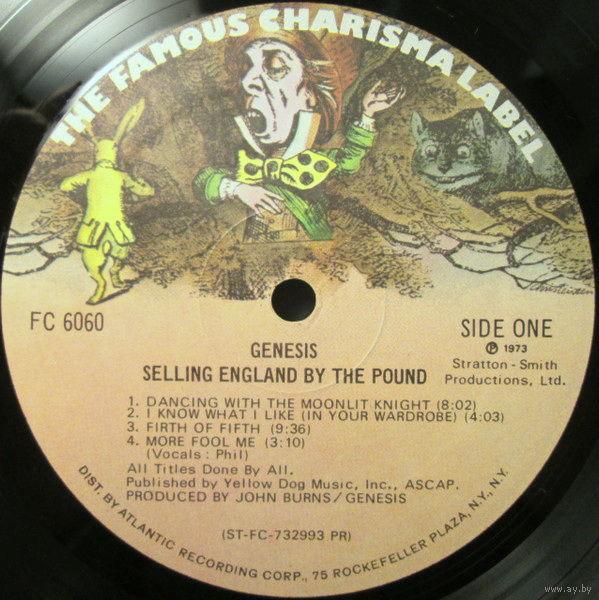 THE FAMOUS CHARISMA LABEL
FC 6060
SIDE ONE
℗ 1973
Stratton-Smith
Productions, Ltd.
GENESIS
SELLING ENGLAND BY THE POUND
1. DANCING WITH THE MOONLIT KNIGHT (8:02)
2. I KNOW WHAT I LIKE (IN YOUR WARDROBE) (4:03)
3. FIRTH OF FIFTH (9:36)
4. MORE FOOL ME (3:10)
(Vocals: Phil)
All Titles Done By All.
Published by Yellow Dog Music, Inc., ASCAP.
PRODUCED BY JOHN BURNS/GENESIS
(ST-FC-732993 PR)
DIST. BY ATLANTIC RECORDING CORP., 75 ROCKEFELLER PLAZA, N.Y., N.Y.
www.ay.by